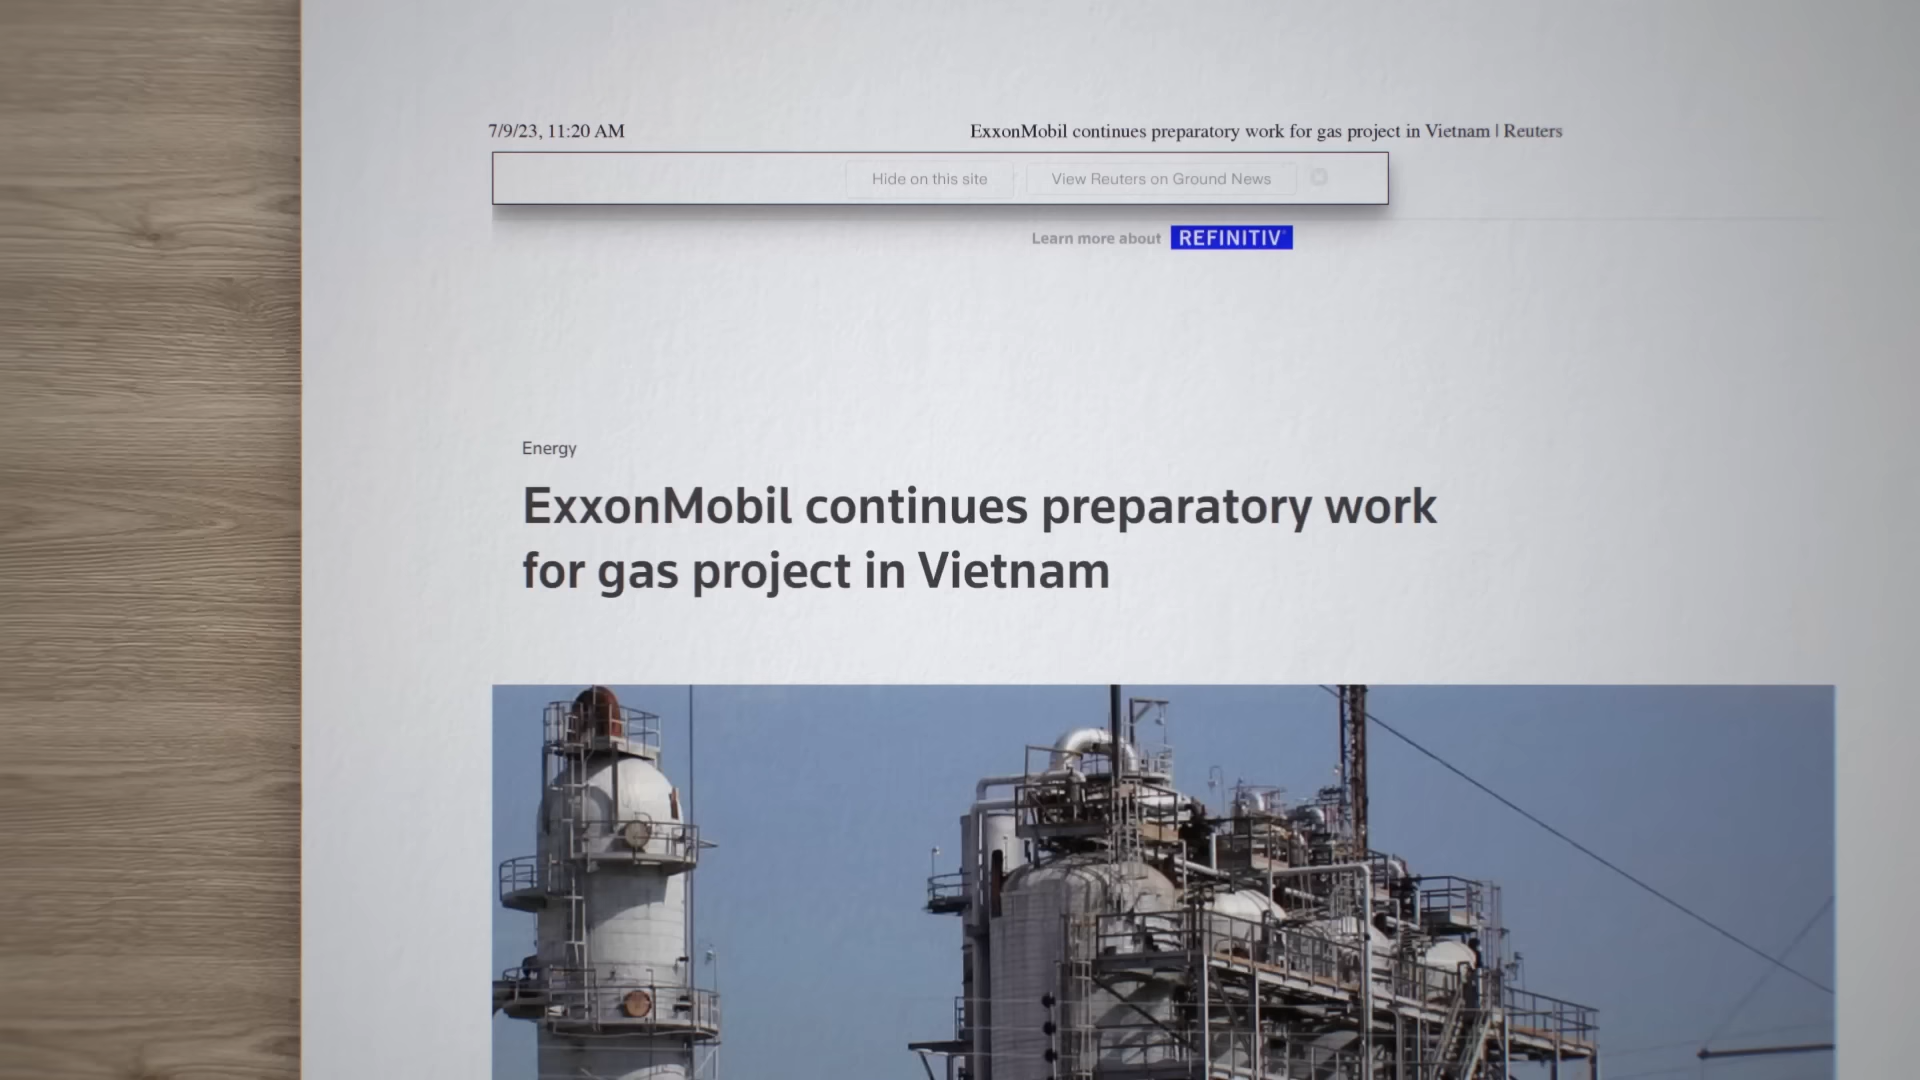 7/9/23, 11:20 AM
ExxonMobil continues preparatory work for gas project in Vietnam | Reuters
Hide on this site
View Reuters on Ground News
Learn more about REFINITIV
Energy
ExxonMobil continues preparatory work
for gas project in Vietnam